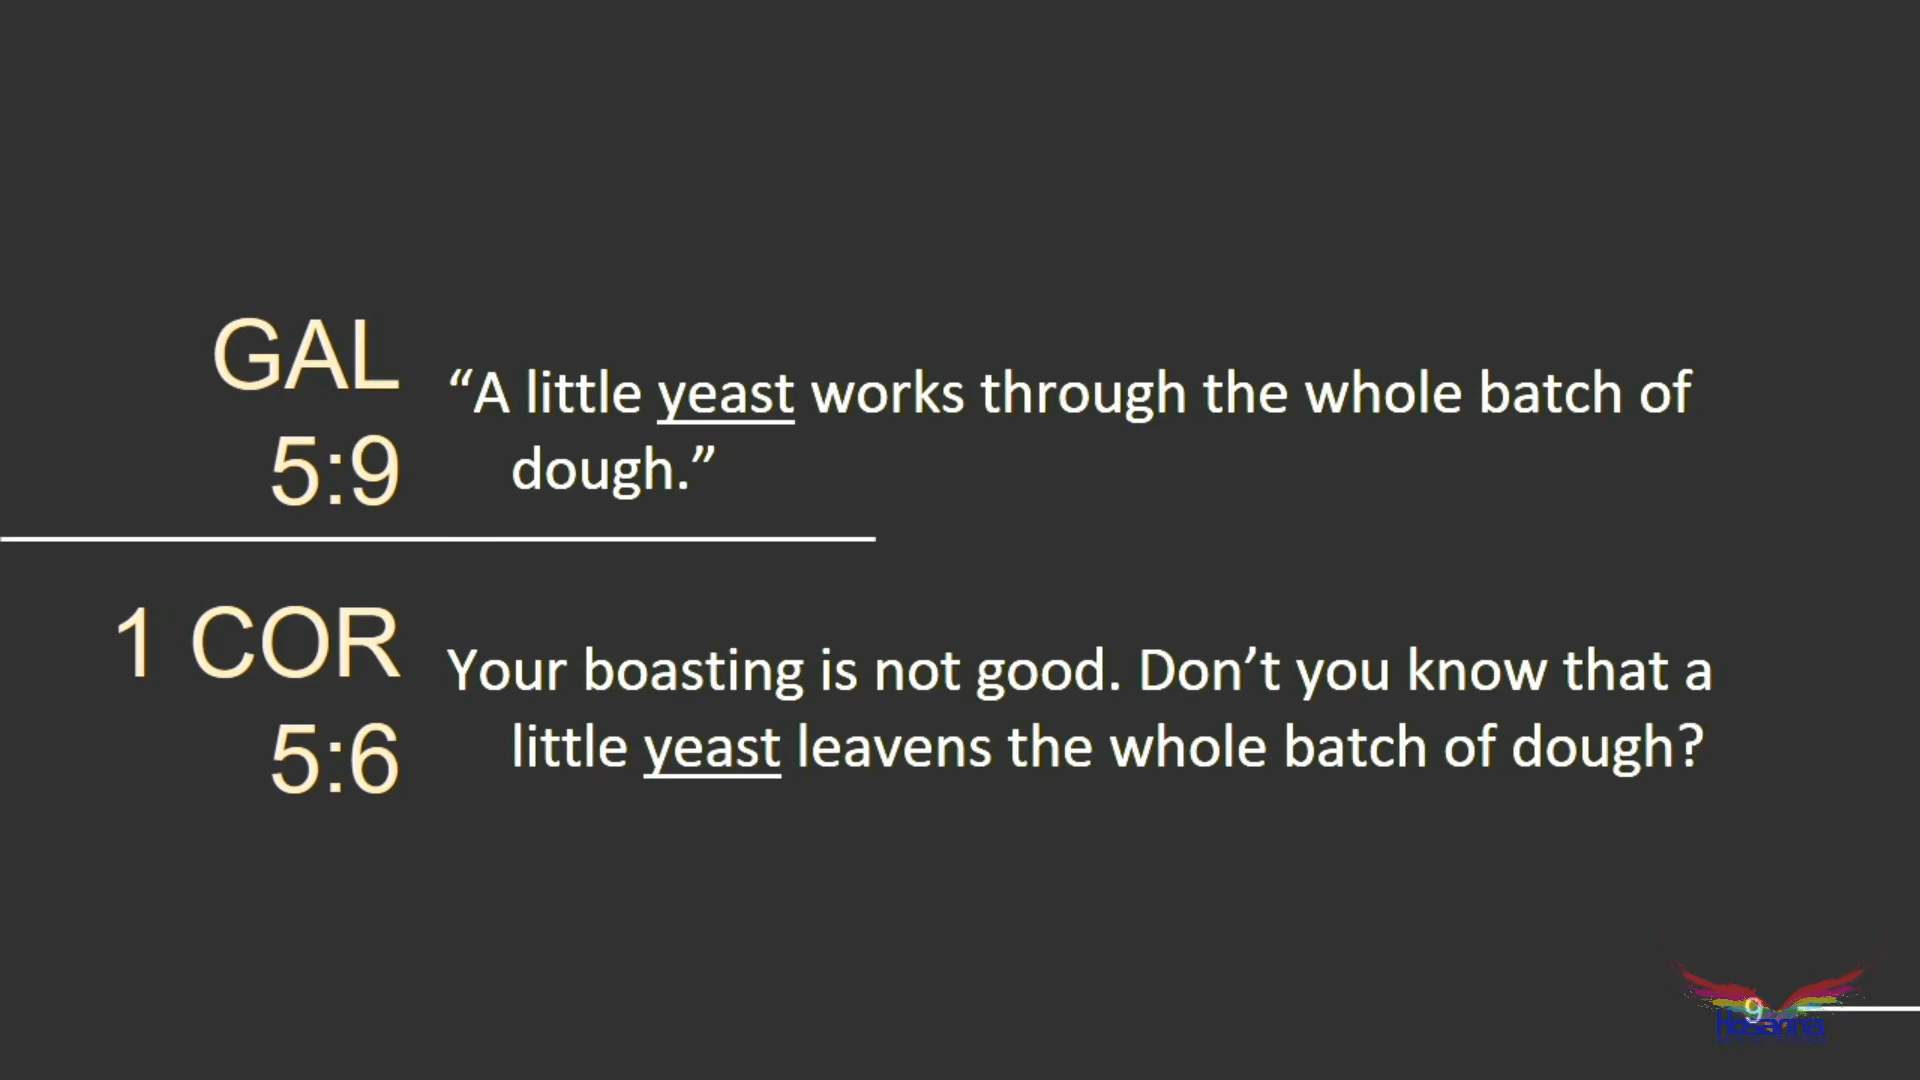 GAL
5:9
“A little yeast works through the whole batch of
dough.”
1 COR
5:6
Your boasting is not good. Don’t you know that a
little yeast leavens the whole batch of dough?
9
Hosanna